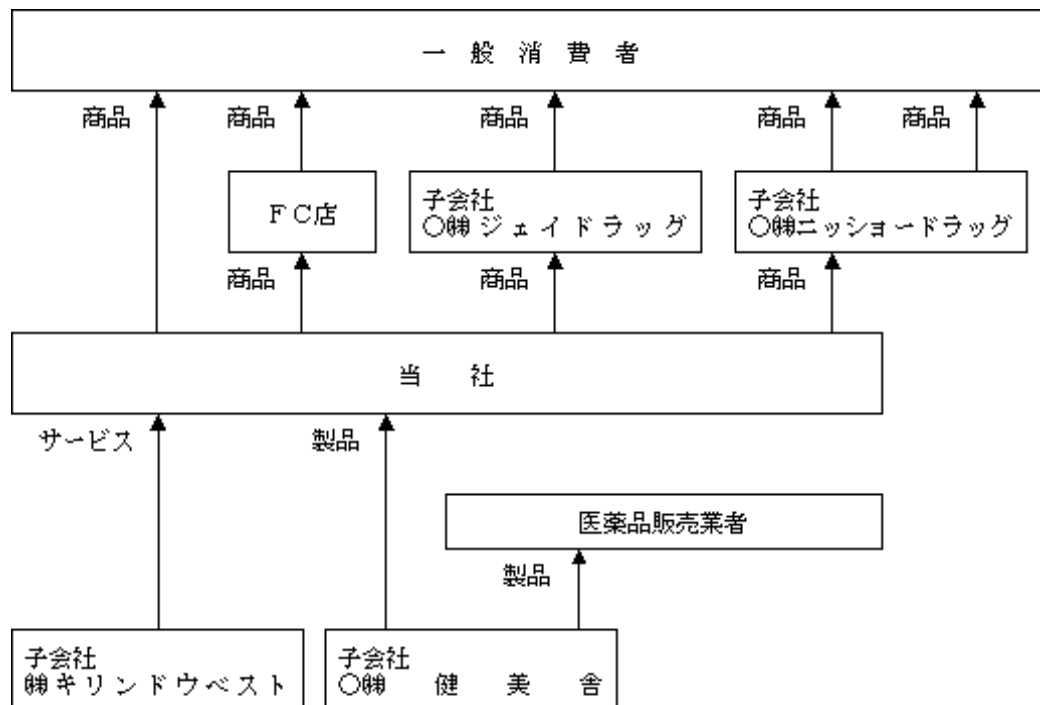 一般消費者
商品 商品 商品 商品 商品
FC店
子会社
○㈱ジェイドラッグ
子会社
○㈱ニッショードラッグ
商品 商品 商品
当社
サービス 製品
医薬品販売業者
製品
子会社
㈱キリンドウベスト
子会社
○㈱健美舎